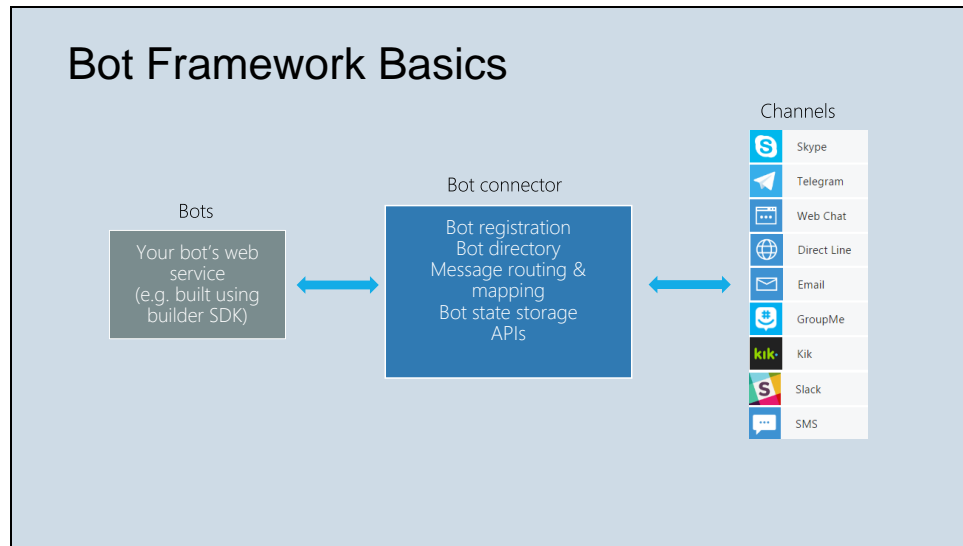 Bot Framework Basics
Channels
Skype
Telegram
Web Chat
Direct Line
Email
GroupMe
kik·
Kik
S
Slack
SMS
Bot connector
Bot registration
Bot directory
Message routing &
mapping
Bot state storage
APIs
Bots
Your bot's web
service
(e.g. built using
builder SDK)